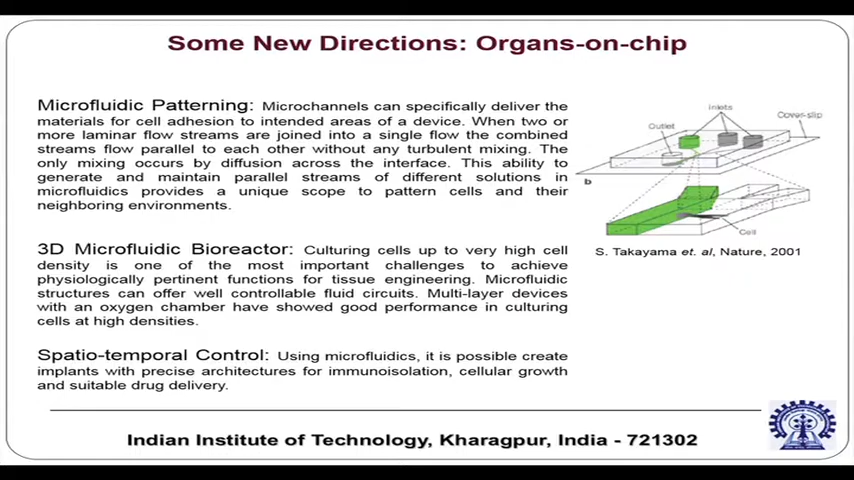 Some New Directions: Organs-on-chip
Microfluidic Patterning: Microchannels can specifically deliver the
materials for cell adhesion to intended areas of a device. When two or
more laminar flow streams are joined into a single flow the combined
streams flow parallel to each other without any turbulent mixing. The
only mixing occurs by diffusion across the interface. This ability to
generate and maintain parallel streams of different solutions in
microfluidics provides a unique scope to pattern cells and their
neighboring environments.
Inlets
Outlet
Cover-slip
b
Cell
S. Takayama et. al, Nature, 2001
3D Microfluidic Bioreactor: Culturing cells up to very high cell
density is one of the most important challenges to achieve
physiologically pertinent functions for tissue engineering. Microfluidic
structures can offer well controllable fluid circuits. Multi-layer devices
with an oxygen chamber have showed good performance in culturing
cells at high densities.
Spatio-temporal Control: Using microfluidics, it is possible create
implants with precise architectures for immunoisolation, cellular growth
and suitable drug delivery.
Indian Institute of Technology, Kharagpur, India - 721302